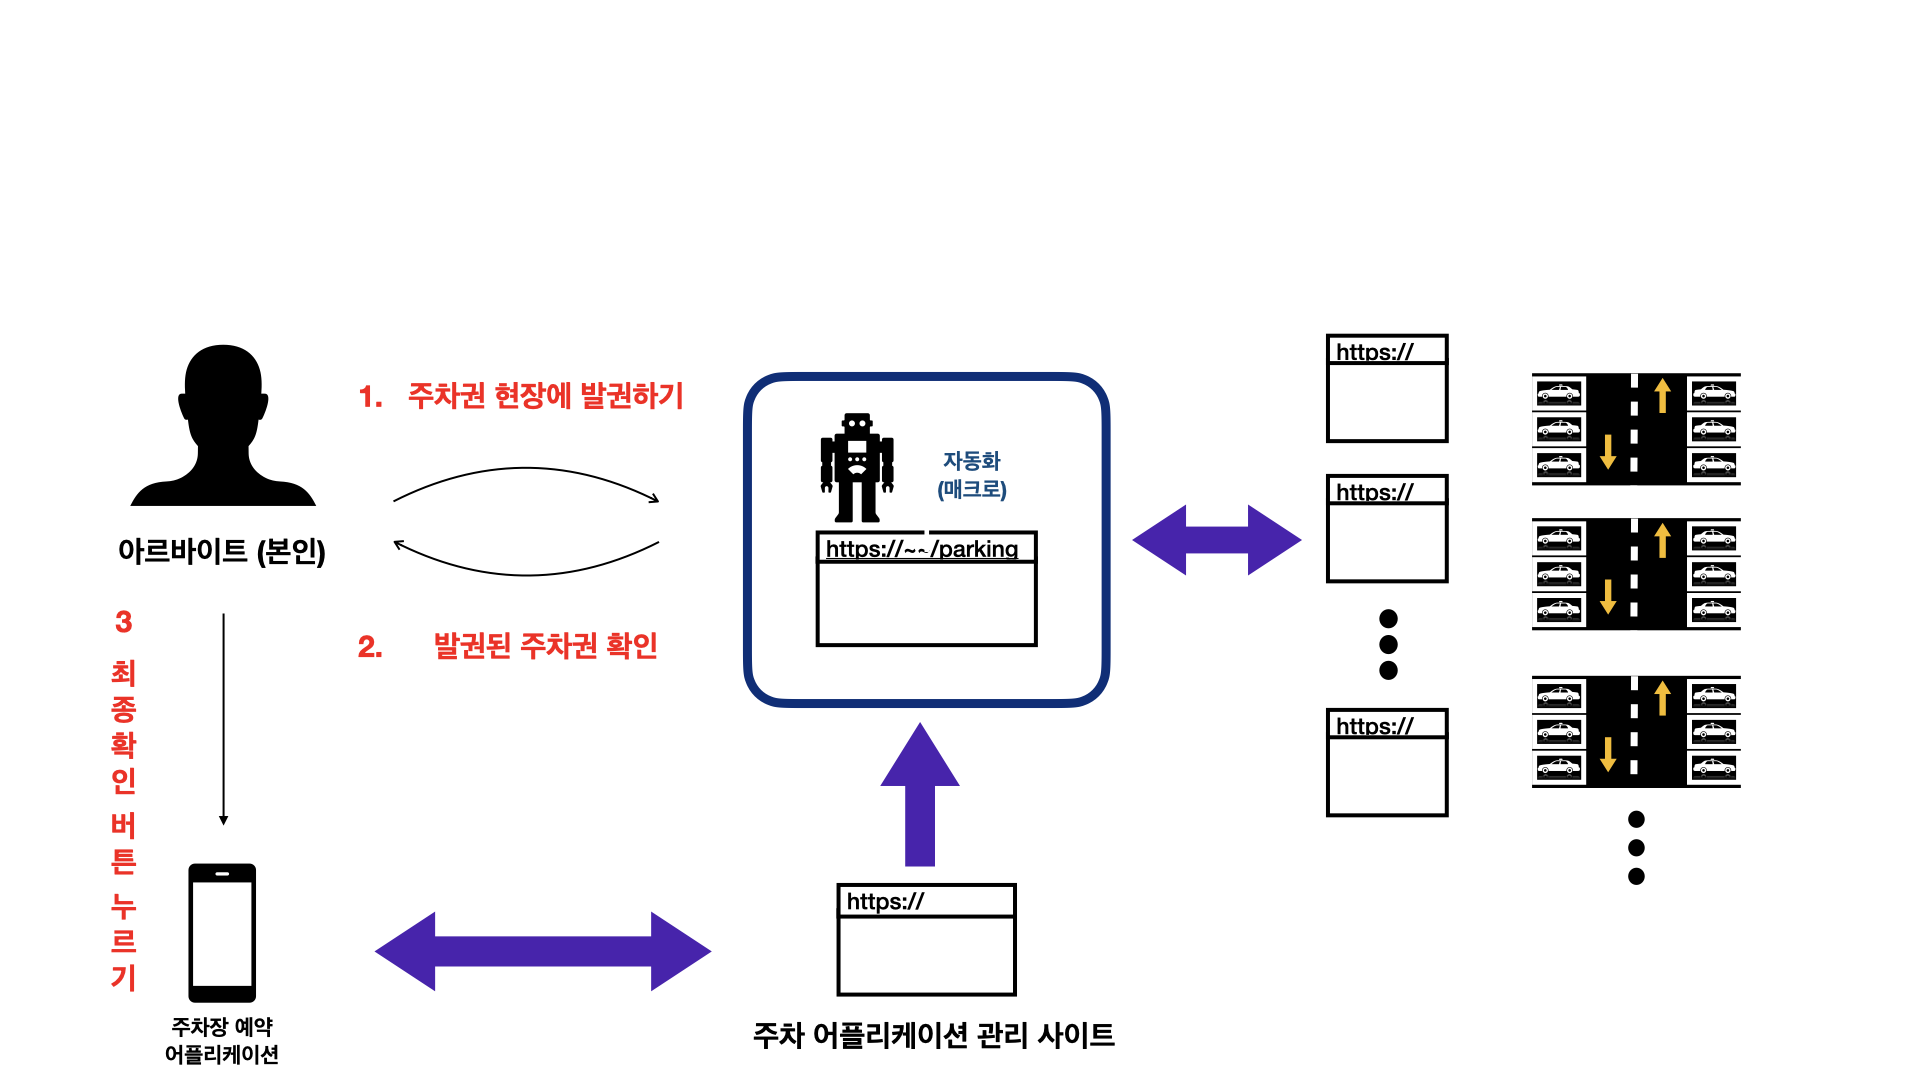 1. 주차권 현장에 발권하기
아르바이트 (본인)
2. 발권된 주차권 확인
3 최종확인 버튼 누르기
주차장 예약
어플리케이션
자동화
(매크로)
https://~~/parking
https://
주차 어플리케이션 관리 사이트
https://
https://
https://